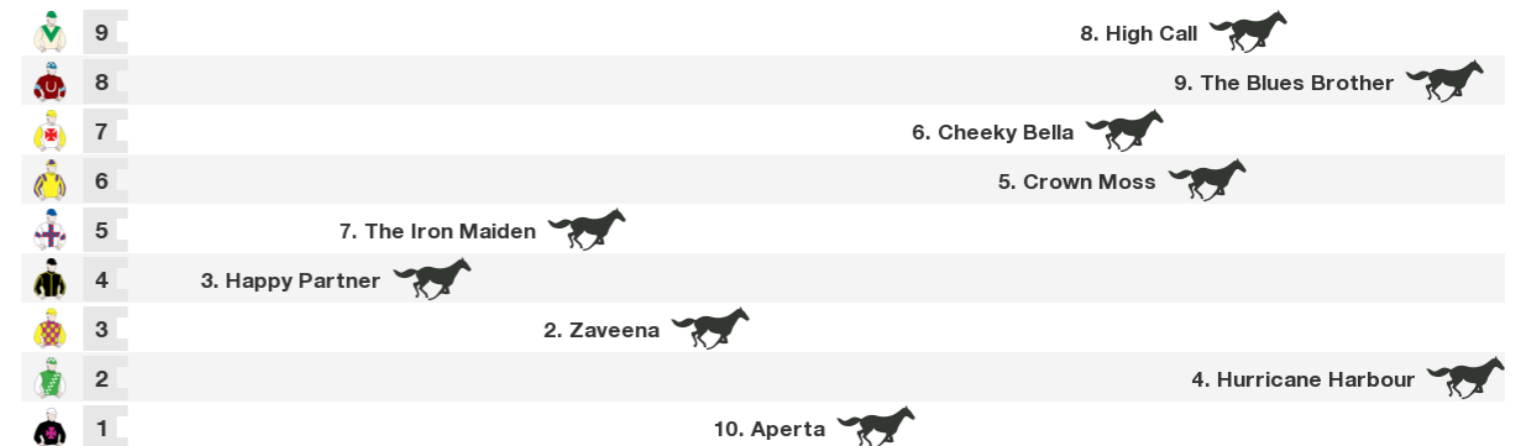 9 8. High Call
8 9. The Blues Brother
7 6. Cheeky Bella
6 5. Crown Moss
5 7. The Iron Maiden
4 3. Happy Partner
3 2. Zaveena
2 4. Hurricane Harbour
1 10. Aperta